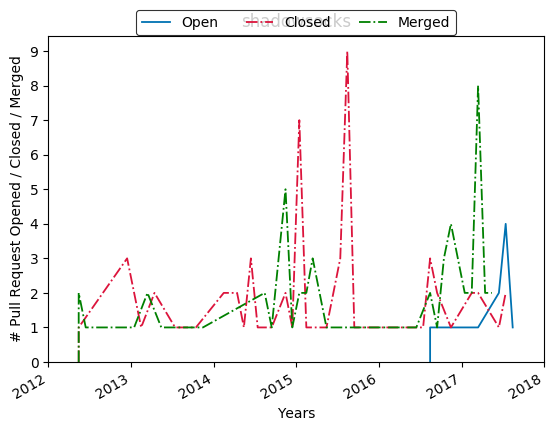 shadowsocks
Open Closed Merged
# Pull Request Opened / Closed / Merged
9
8
7
6
5
4
3
2
1
0
2012 2013 2014 2015 2016 2017 2018
Years